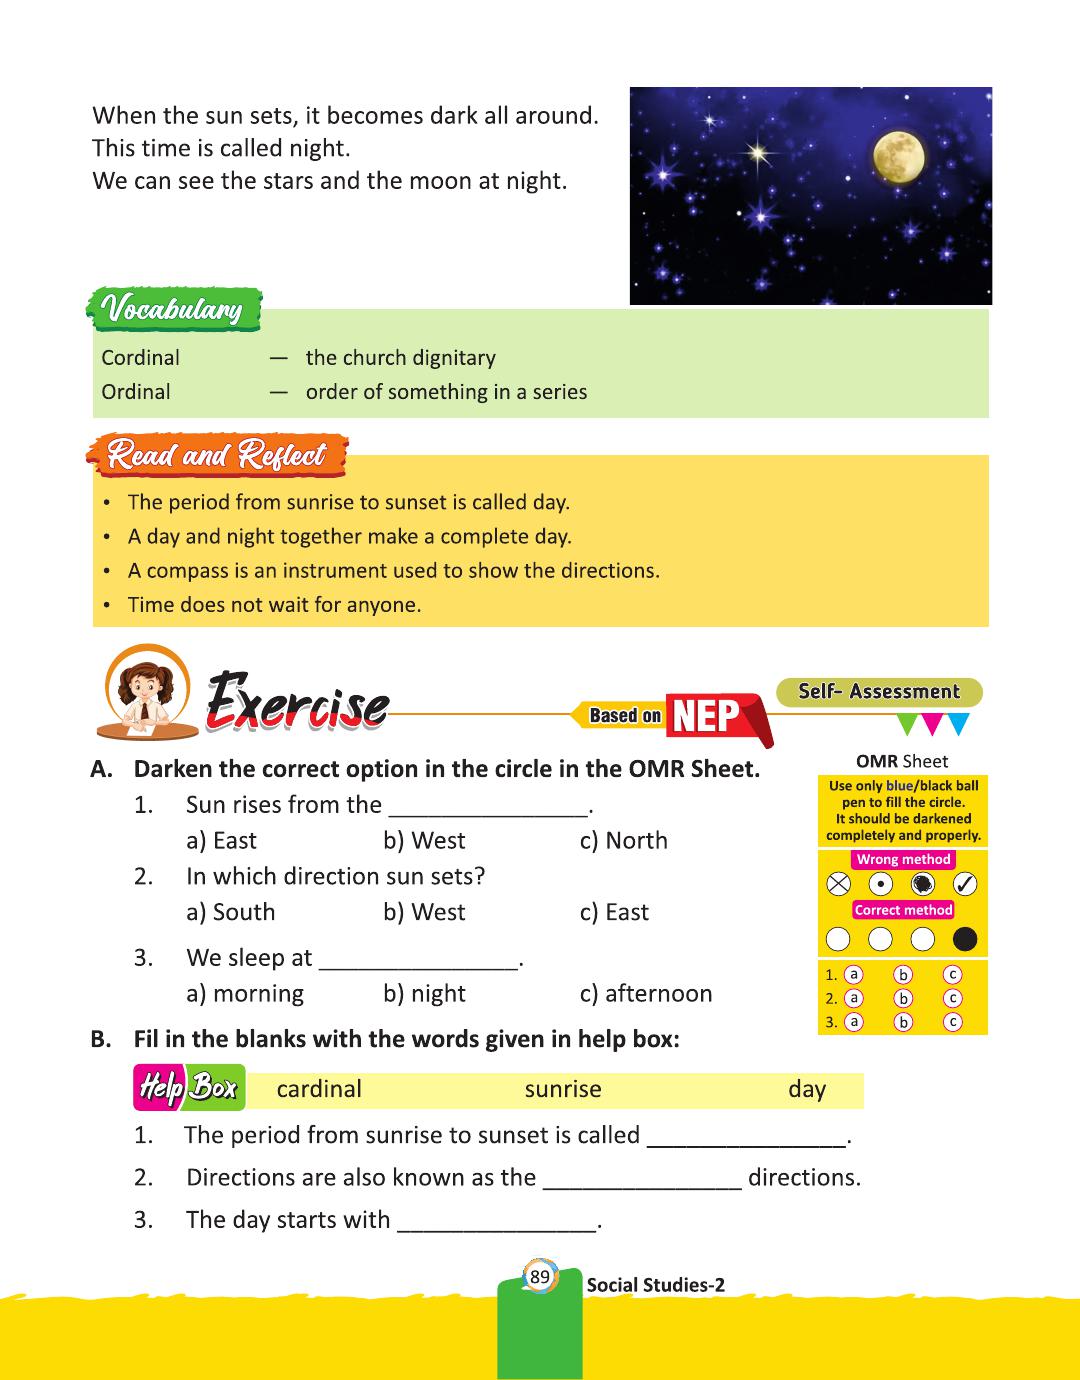 When the sun sets, it becomes dark all around.
This time is called night.
We can see the stars and the moon at night.
Vocabulary
Cordinal — the church dignitary
Ordinal — order of something in a series
Read and Reflect
• The period from sunrise to sunset is called day.
• A day and night together make a complete day.
• A compass is an instrument used to show the directions.
• Time does not wait for anyone.
Exercise
Based on NEP
Self- Assessment
A. Darken the correct option in the circle in the OMR Sheet.
1. Sun rises from the _______________.
a) East b) West c) North
2. In which direction sun sets?
a) South b) West c) East
3. We sleep at _______________.
a) morning b) night c) afternoon
OMR Sheet
Use only blue/black ball
pen to fill the circle.
It should be darkened
completely and properly.
Wrong method
Correct method
1. a b c
2. a b c
3. a b c
B. Fil in the blanks with the words given in help box:
Help Box cardinal sunrise day
1. The period from sunrise to sunset is called _______________.
2. Directions are also known as the _______________ directions.
3. The day starts with _______________.
89
Social Studies-2